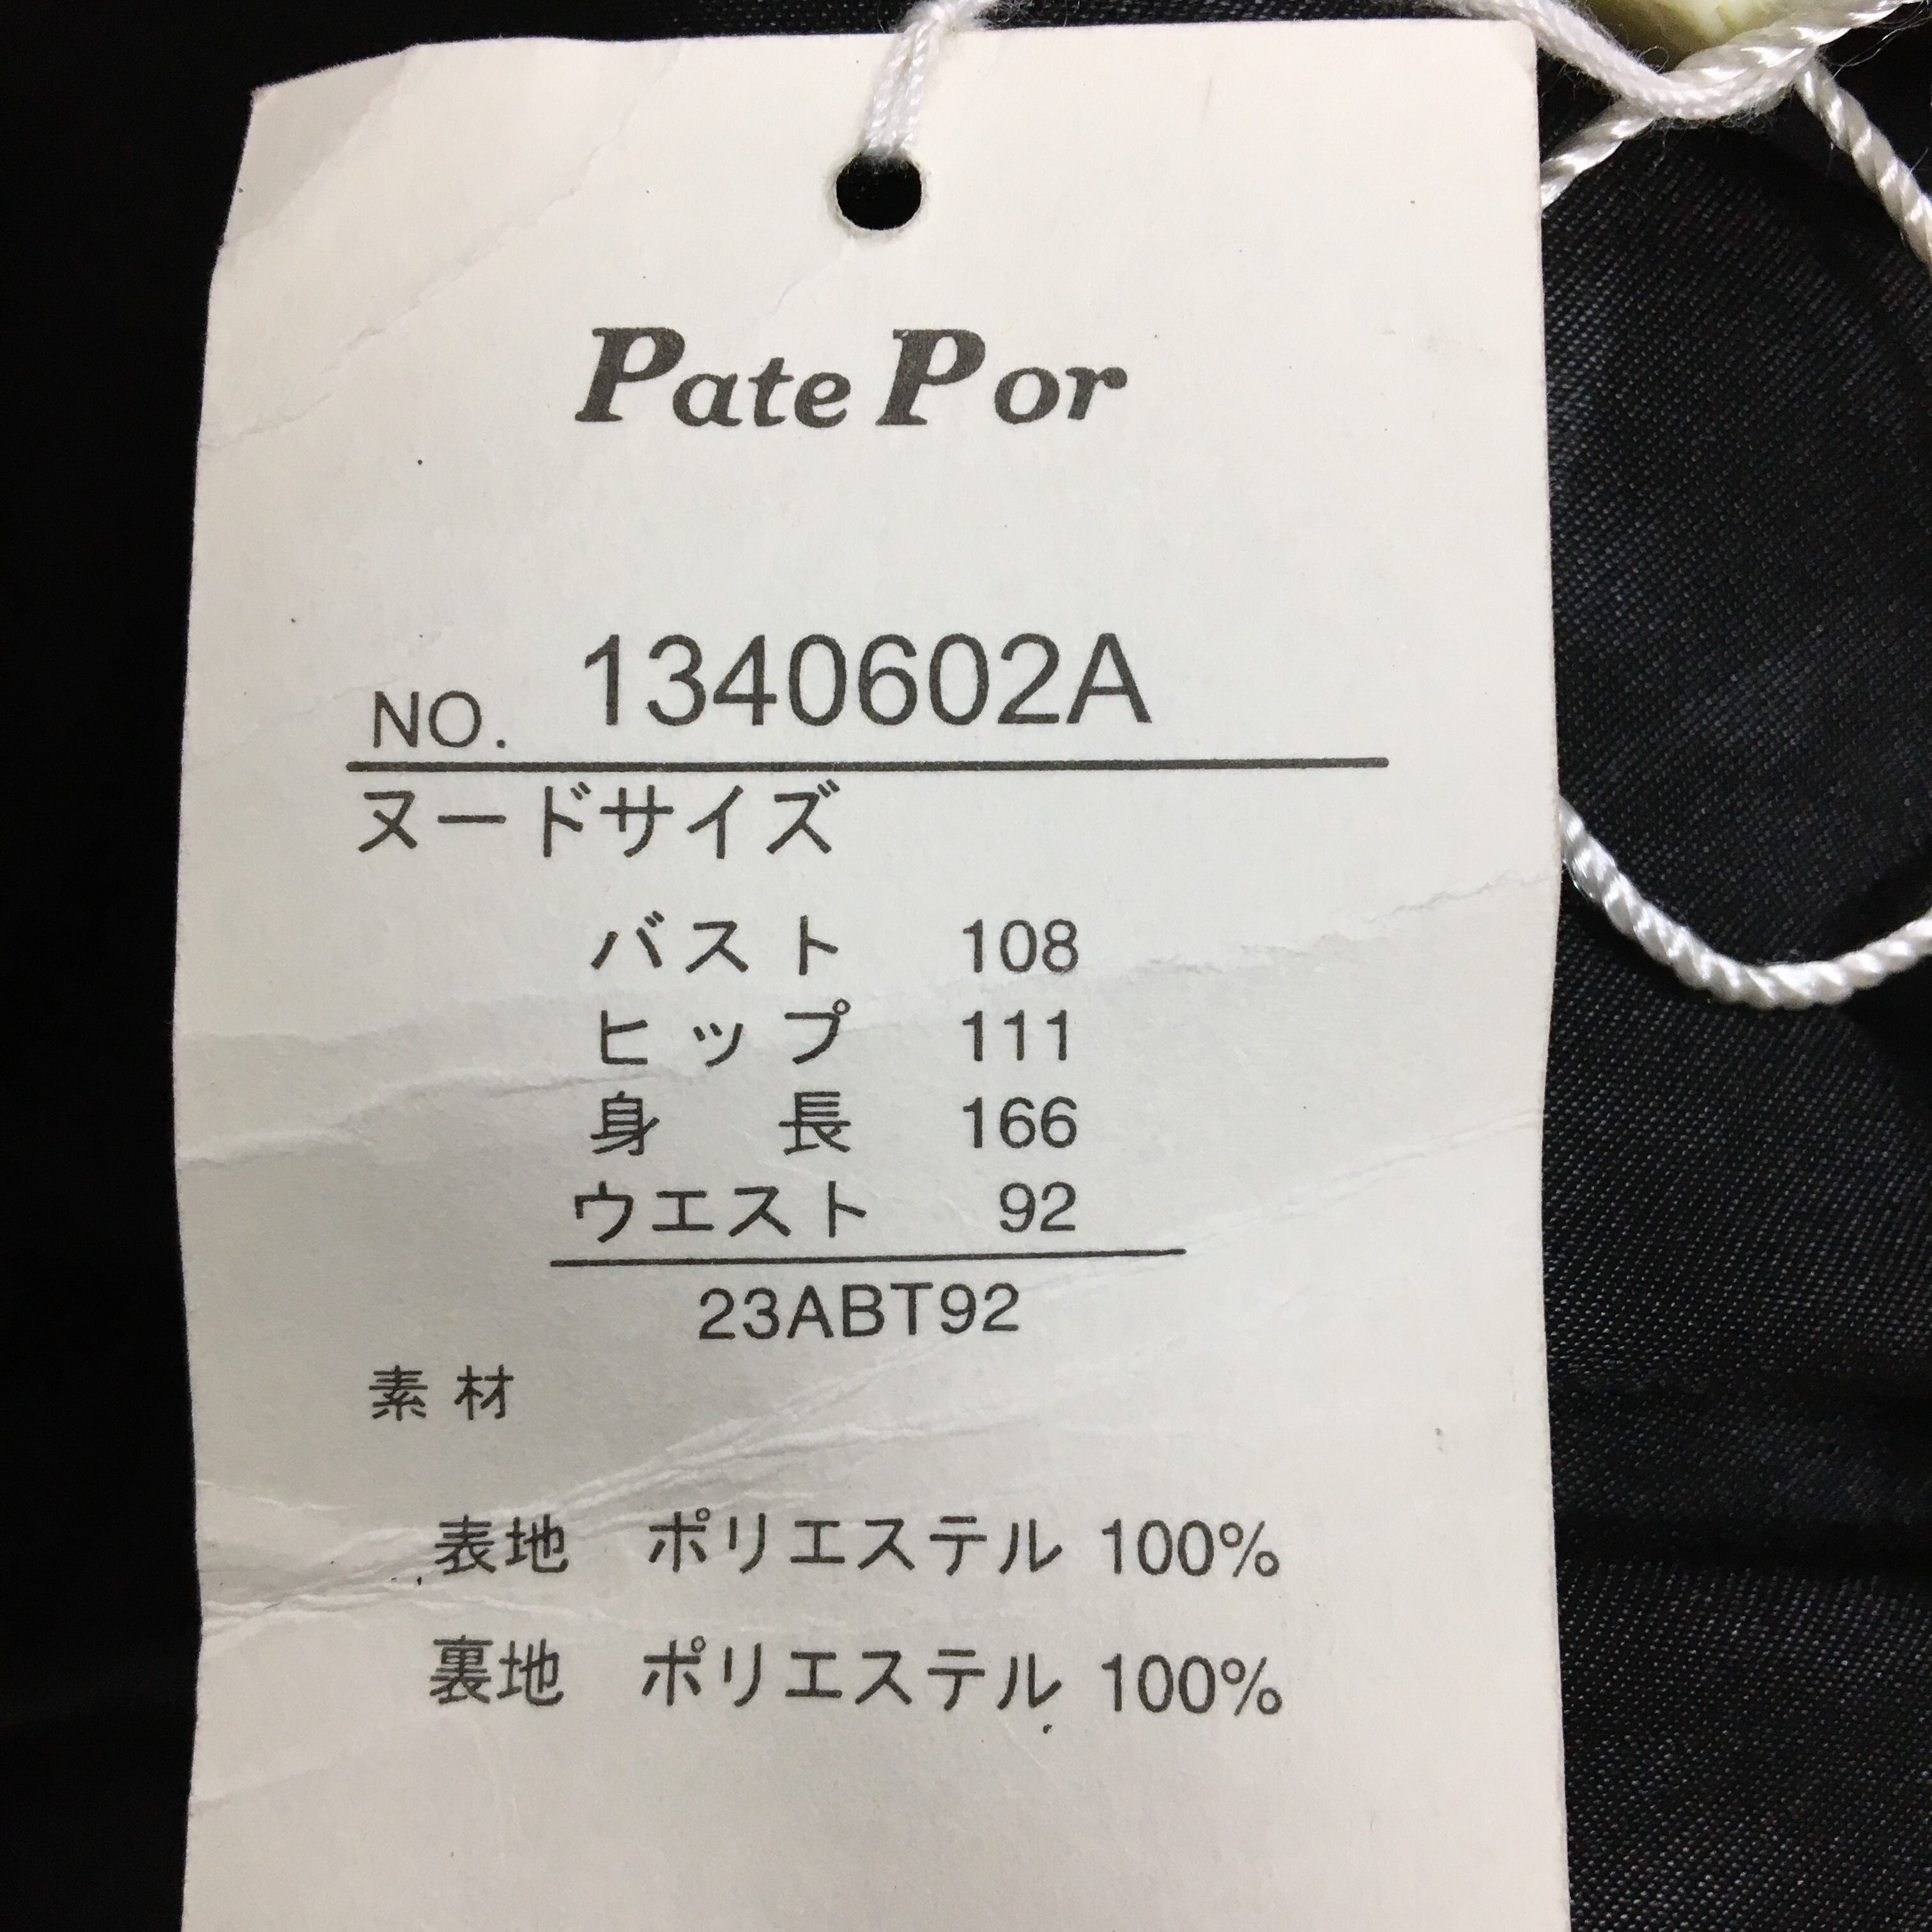 Pate Por
NO. 1340602A
ヌードサイズ
バスト 108
ヒップ 111
身長 166
ウエスト 92
23ABT92
素材
表地 ポリエステル 100%
裏地 ポリエステル 100%